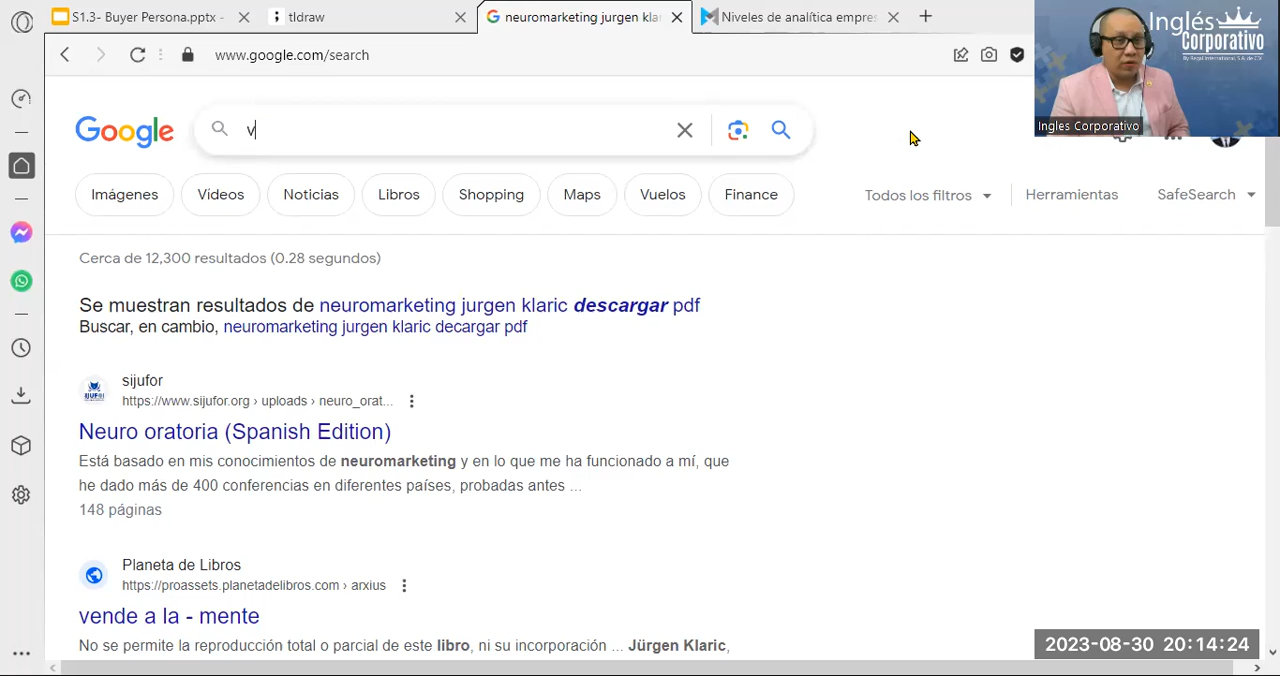 S1.3- Buyer Persona.pptx -
tldraw
neuromarketing jurgen kla
Niveles de analítica empre
www.google.com/search
Inglés
Corporativo
By Regal International, S.A. de C.V.
Ingles Corporativo
Google
v
Imágenes
Vídeos
Noticias
Libros
Shopping
Maps
Vuelos
Finance
Todos los filtros
Herramientas
SafeSearch
Cerca de 12,300 resultados (0.28 segundos)
Se muestran resultados de neuromarketing jurgen klaric descargar pdf
Buscar, en cambio, neuromarketing jurgen klaric decargar pdf
sijufor
https://www.sijufor.org › uploads › neuro_orat...
SIJUFOR
Neuro oratoria (Spanish Edition)
Está basado en mis conocimientos de neuromarketing y en lo que me ha funcionado a mí, que
he dado más de 400 conferencias en diferentes países, probadas antes ...
148 páginas
Planeta de Libros
https://proassets.planetadelibros.com › arxius
vende a la - mente
No se permite la reproducción total o parcial de este libro, ni su incorporación ... Jürgen Klaric,
2023-08-30 20:14:24